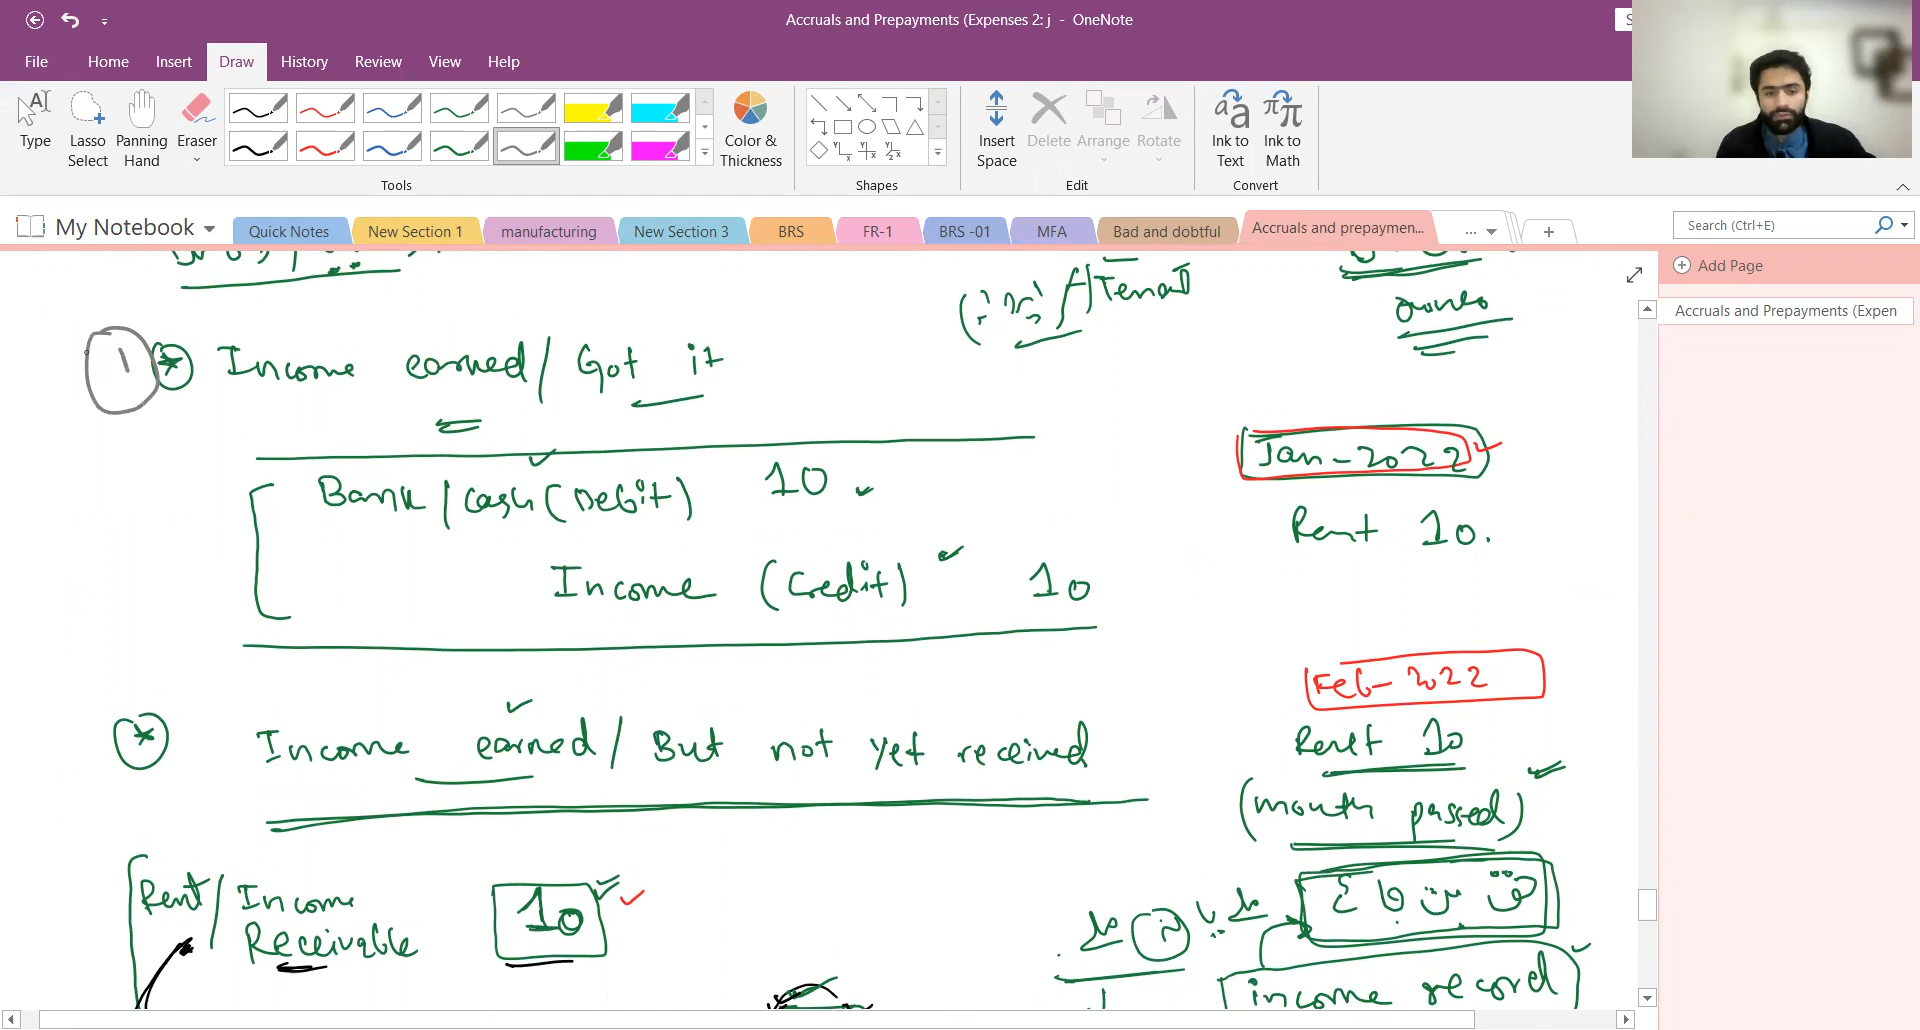 Accruals and Prepayments (Expenses 2: j - OneNote
S
File Home Insert Draw History Review View Help
Type
Lasso Select
Panning Hand
Eraser
Color & Thickness
Insert Space
Delete
Arrange
Rotate
Ink to Text
Ink to Math
Tools
Shapes
Edit
Convert
My Notebook
Quick Notes New Section 1 manufacturing New Section 3 BRS FR-1 BRS -01 MFA Bad and doubtful Accruals and prepaymen... ...
Search (Ctrl+E)
Add Page
Accruals and Prepayments (Expen
1 * Income earned / Got it
Jan-2022
Bank / Cash (Debit) 10
Rent 10.
Income (Credit) 10
Feb-2022
* Income earned / But not yet received
Rent 10
(month passed)
Rent / Income Receivable 10
income record